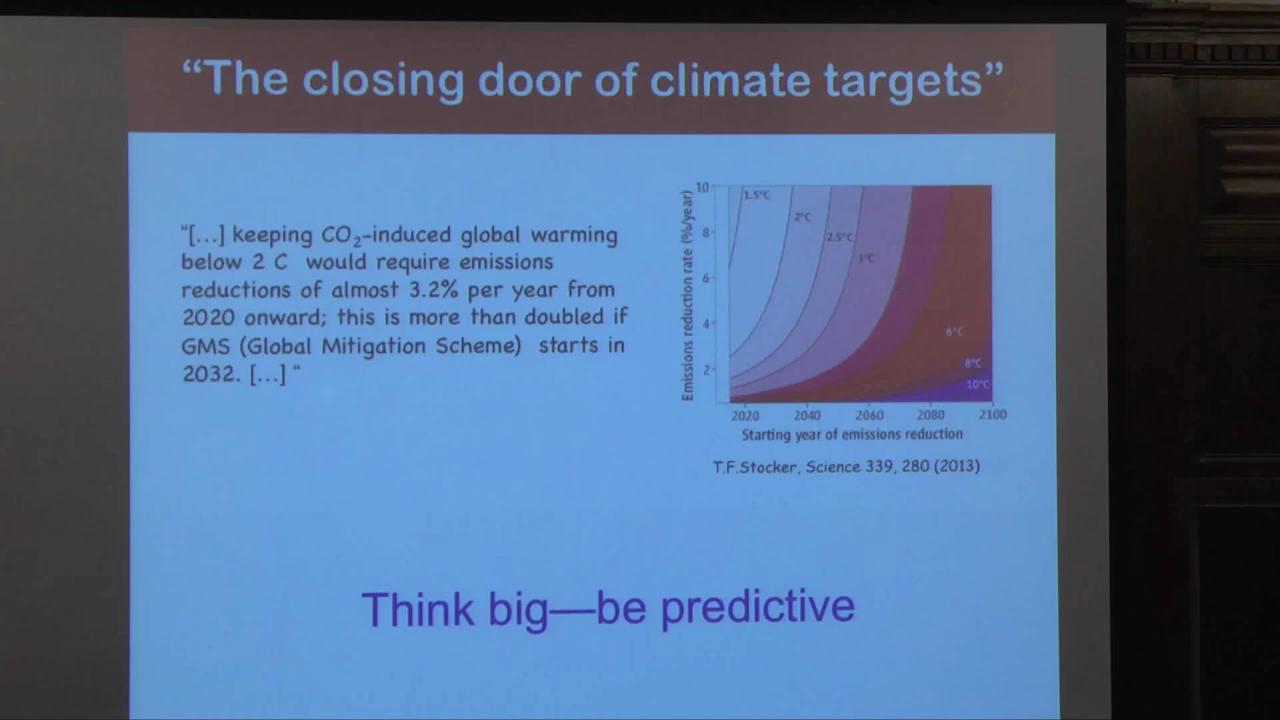 “The closing door of climate targets”
“[...] keeping CO₂-induced global warming
below 2 C would require emissions
reductions of almost 3.2% per year from
2020 onward; this is more than doubled if
GMS (Global Mitigation Scheme) starts in
2032. [...] “
Emissions reduction rate (%/year)
10
8
6
4
2
1.5°C
2°C
2.5°C
3°C
6°C
8°C
10°C
2020 2040 2060 2080 2100
Starting year of emissions reduction
T.F.Stocker, Science 339, 280 (2013)
Think big—be predictive